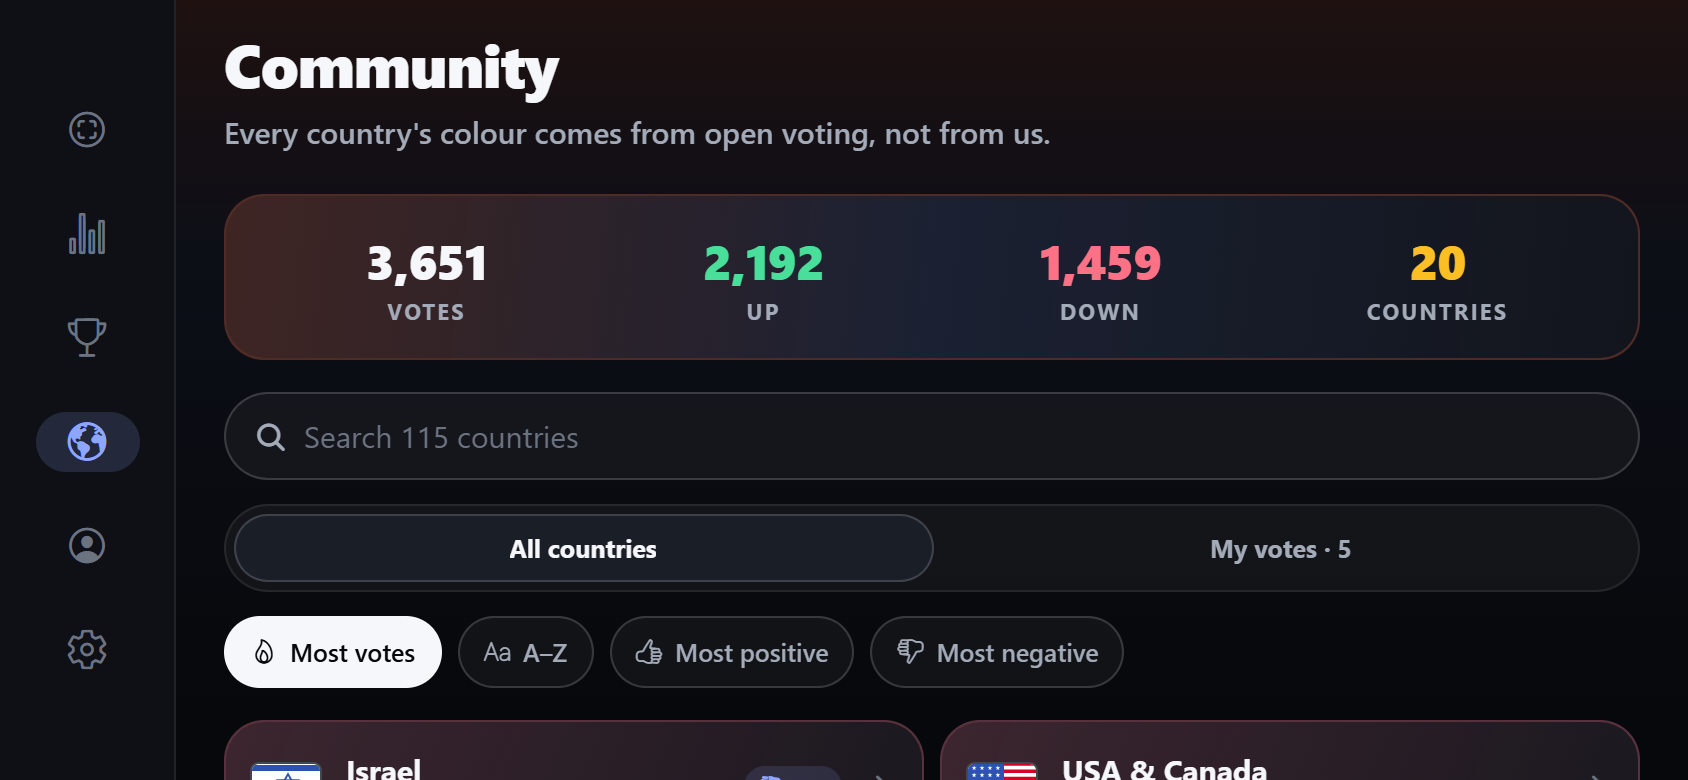 Community
Every country's colour comes from open voting, not from us.
3,651
VOTES
2,192
UP
1,459
DOWN
20
COUNTRIES
Search 115 countries
All countries
My votes · 5
Most votes
Aa A–Z
Most positive
Most negative
Israel
USA & Canada